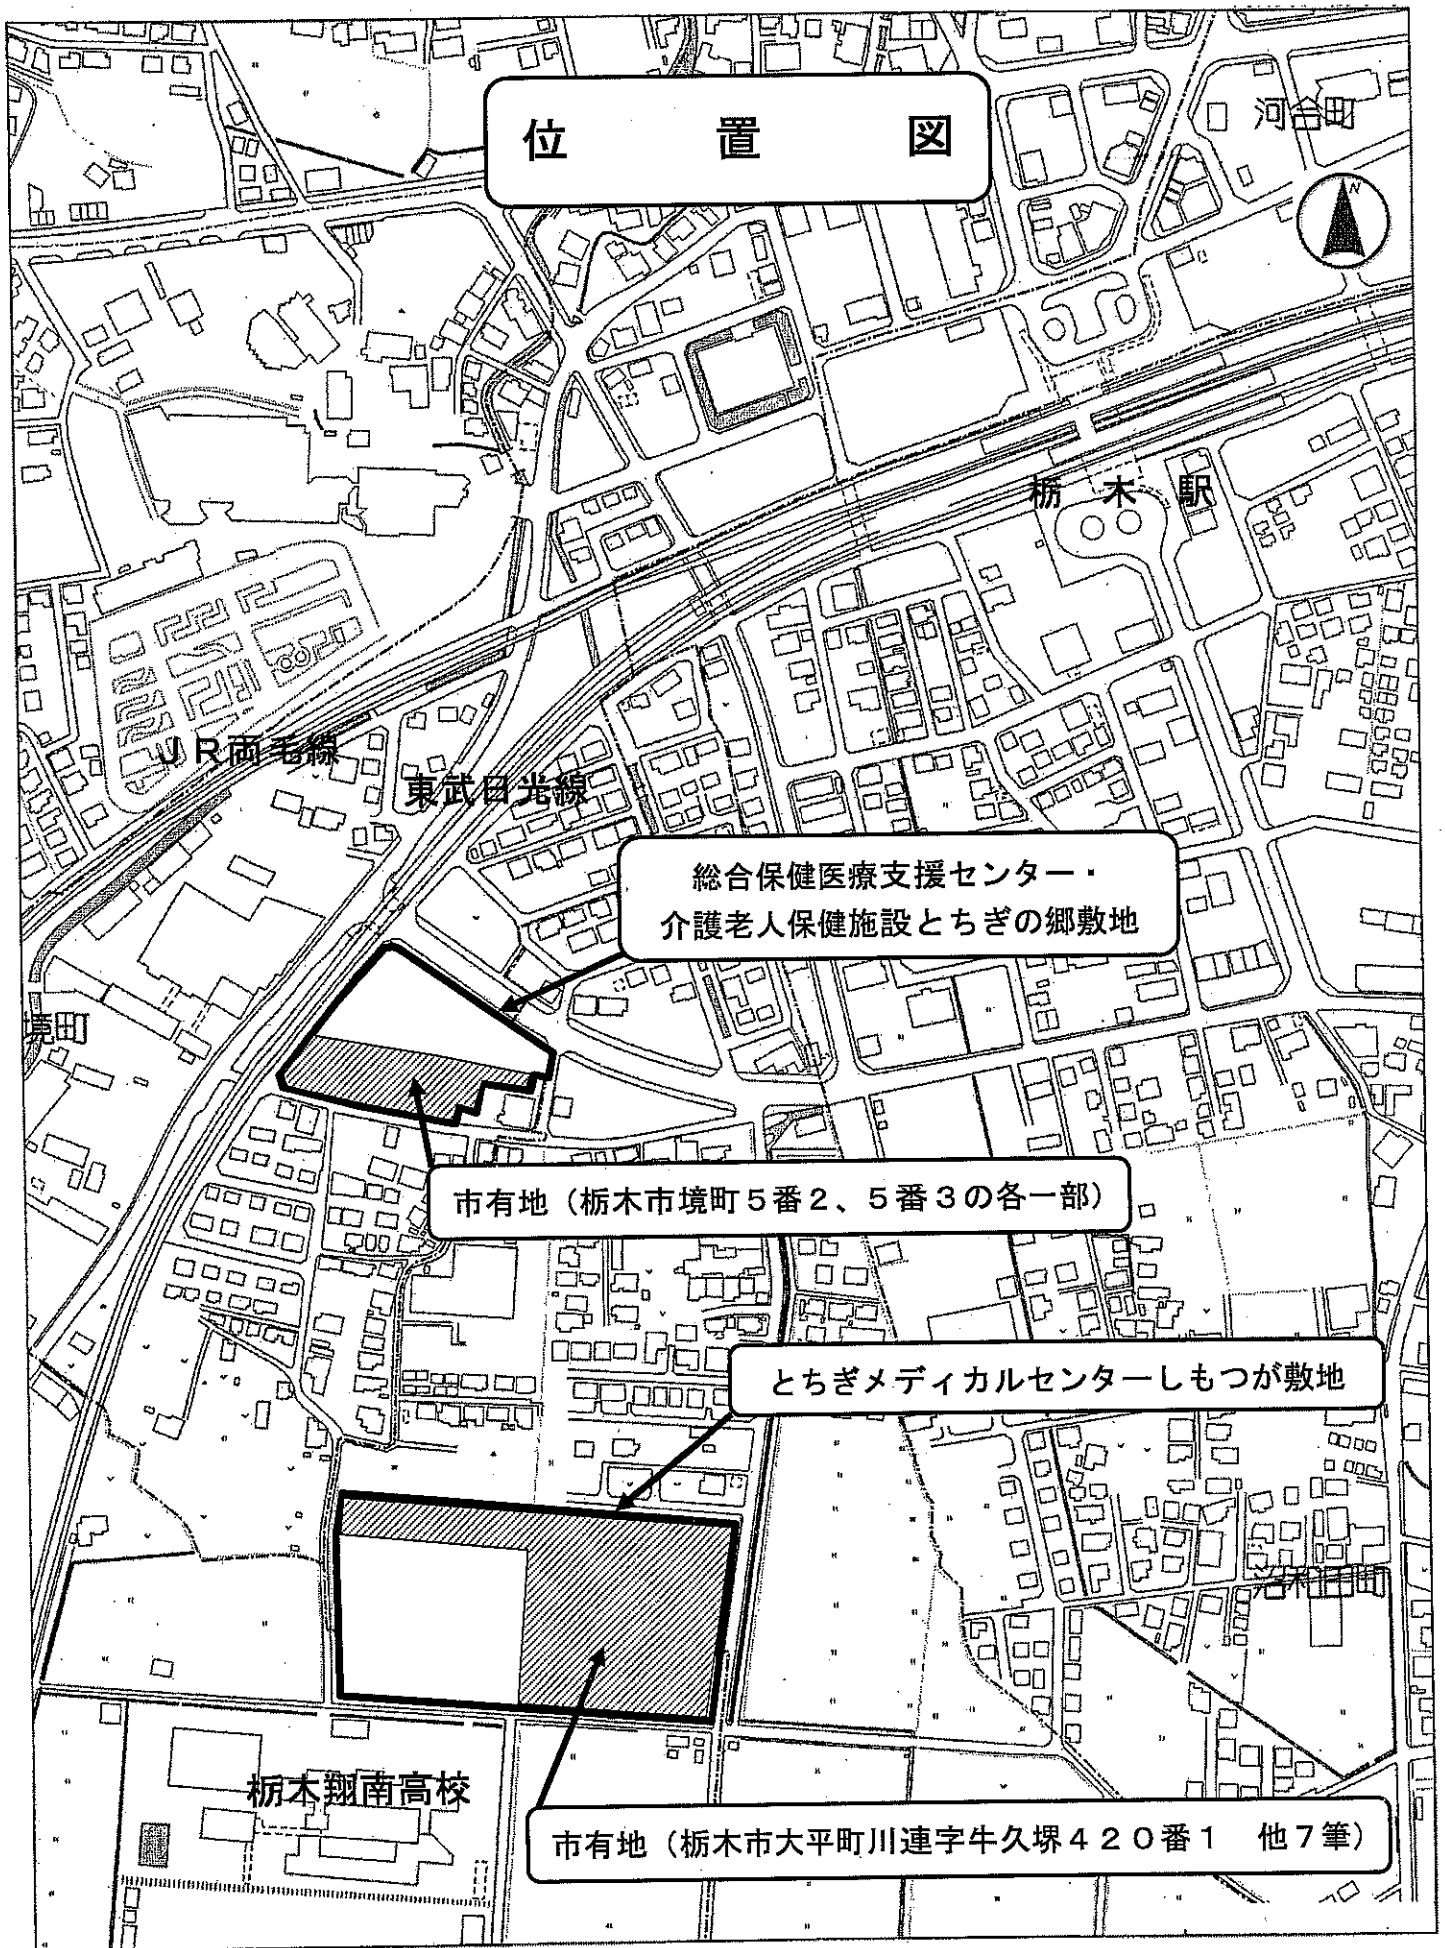 位置図
河合町
N
栃木駅
JR両毛線
東武日光線
総合保健医療支援センター・
介護老人保健施設とちぎの郷敷地
境町
市有地（栃木市境町５番２、５番３の各一部）
とちぎメディカルセンターしもつが敷地
沼和田町
栃木翔南高校
市有地（栃木市大平町川連字牛久堺４２０番１　他７筆）